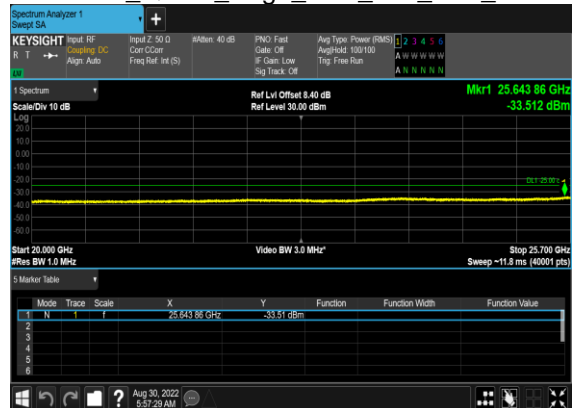 Spectrum Analyzer 1
Swept SA
KEYSIGHT Input: RF Input Z: 50 Ω #Atten: 40 dB PNO: Fast Avg Type: Power (RMS) 1 2 3 4 5 6
R T Coupling: DC Corr CCorr Gate: Off Avg|Hold: 100/100 A W W W W W
Align: Auto Freq Ref: Int (S) IF Gain: Low Trig: Free Run
Sig Track: Off A N N N N N
1 Spectrum
Ref Lvl Offset 8.40 dB Mkr1 25.643 86 GHz
Scale/Div 10 dB Ref Level 30.00 dBm -33.512 dBm
Log
20.0
10.0
0.00
-10.0
-20.0
-30.0
-40.0
-50.0
-60.0
Start 20.000 GHz Video BW 3.0 MHz* Stop 25.700 GHz
#Res BW 1.0 MHz Sweep ~11.8 ms (40001 pts)
5 Marker Table
Mode Trace Scale X Y Function Function Width Function Value
1 N 1 f 25.643 86 GHz -33.51 dBm
2
3
4
5
6
Aug 30, 2022
5:57:29 AM